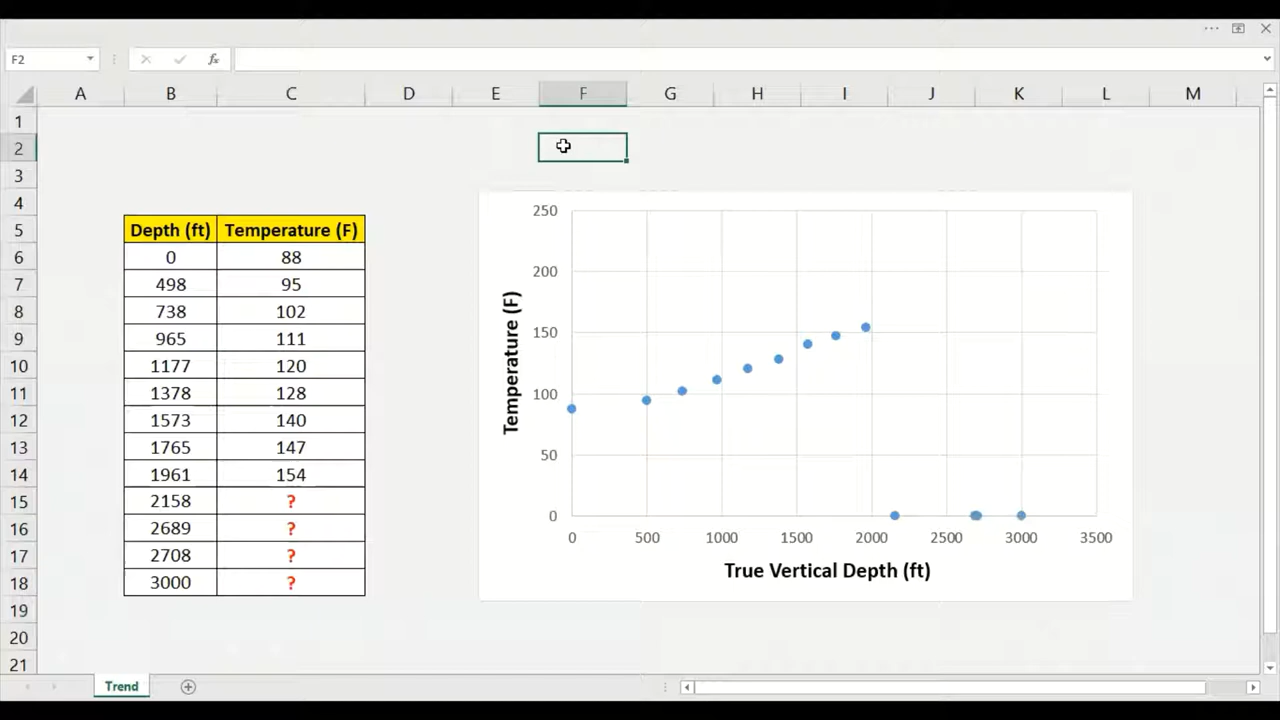 F2
fx
A B C D E F G H I J K L M
1
2
3
4
5 Depth (ft) Temperature (F)
6 0 88
7 498 95
8 738 102
9 965 111
10 1177 120
11 1378 128
12 1573 140
13 1765 147
14 1961 154
15 2158 ?
16 2689 ?
17 2708 ?
18 3000 ?
19
20
21
250
200
150
100
50
0
Temperature (F)
0 500 1000 1500 2000 2500 3000 3500
True Vertical Depth (ft)
Trend